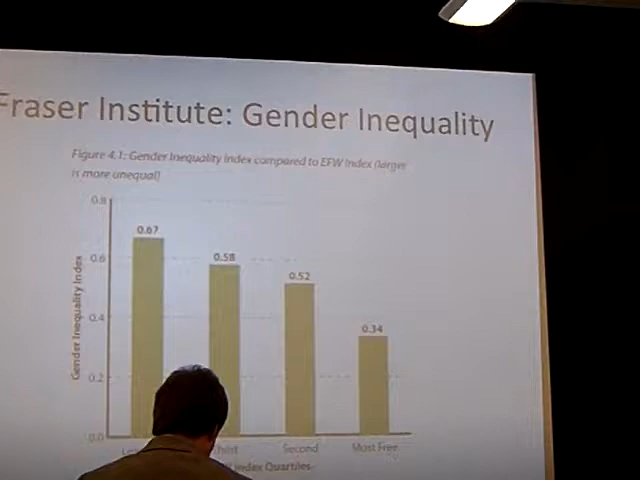 Fraser Institute: Gender Inequality
Figure 4.1: Gender Inequality Index compared to EFW Index (larger
is more unequal)
Gender Inequality Index
0.8
0.6
0.4
0.2
0.0
0.67
0.58
0.52
0.34
Third
Second
Most Free
Index Quartiles